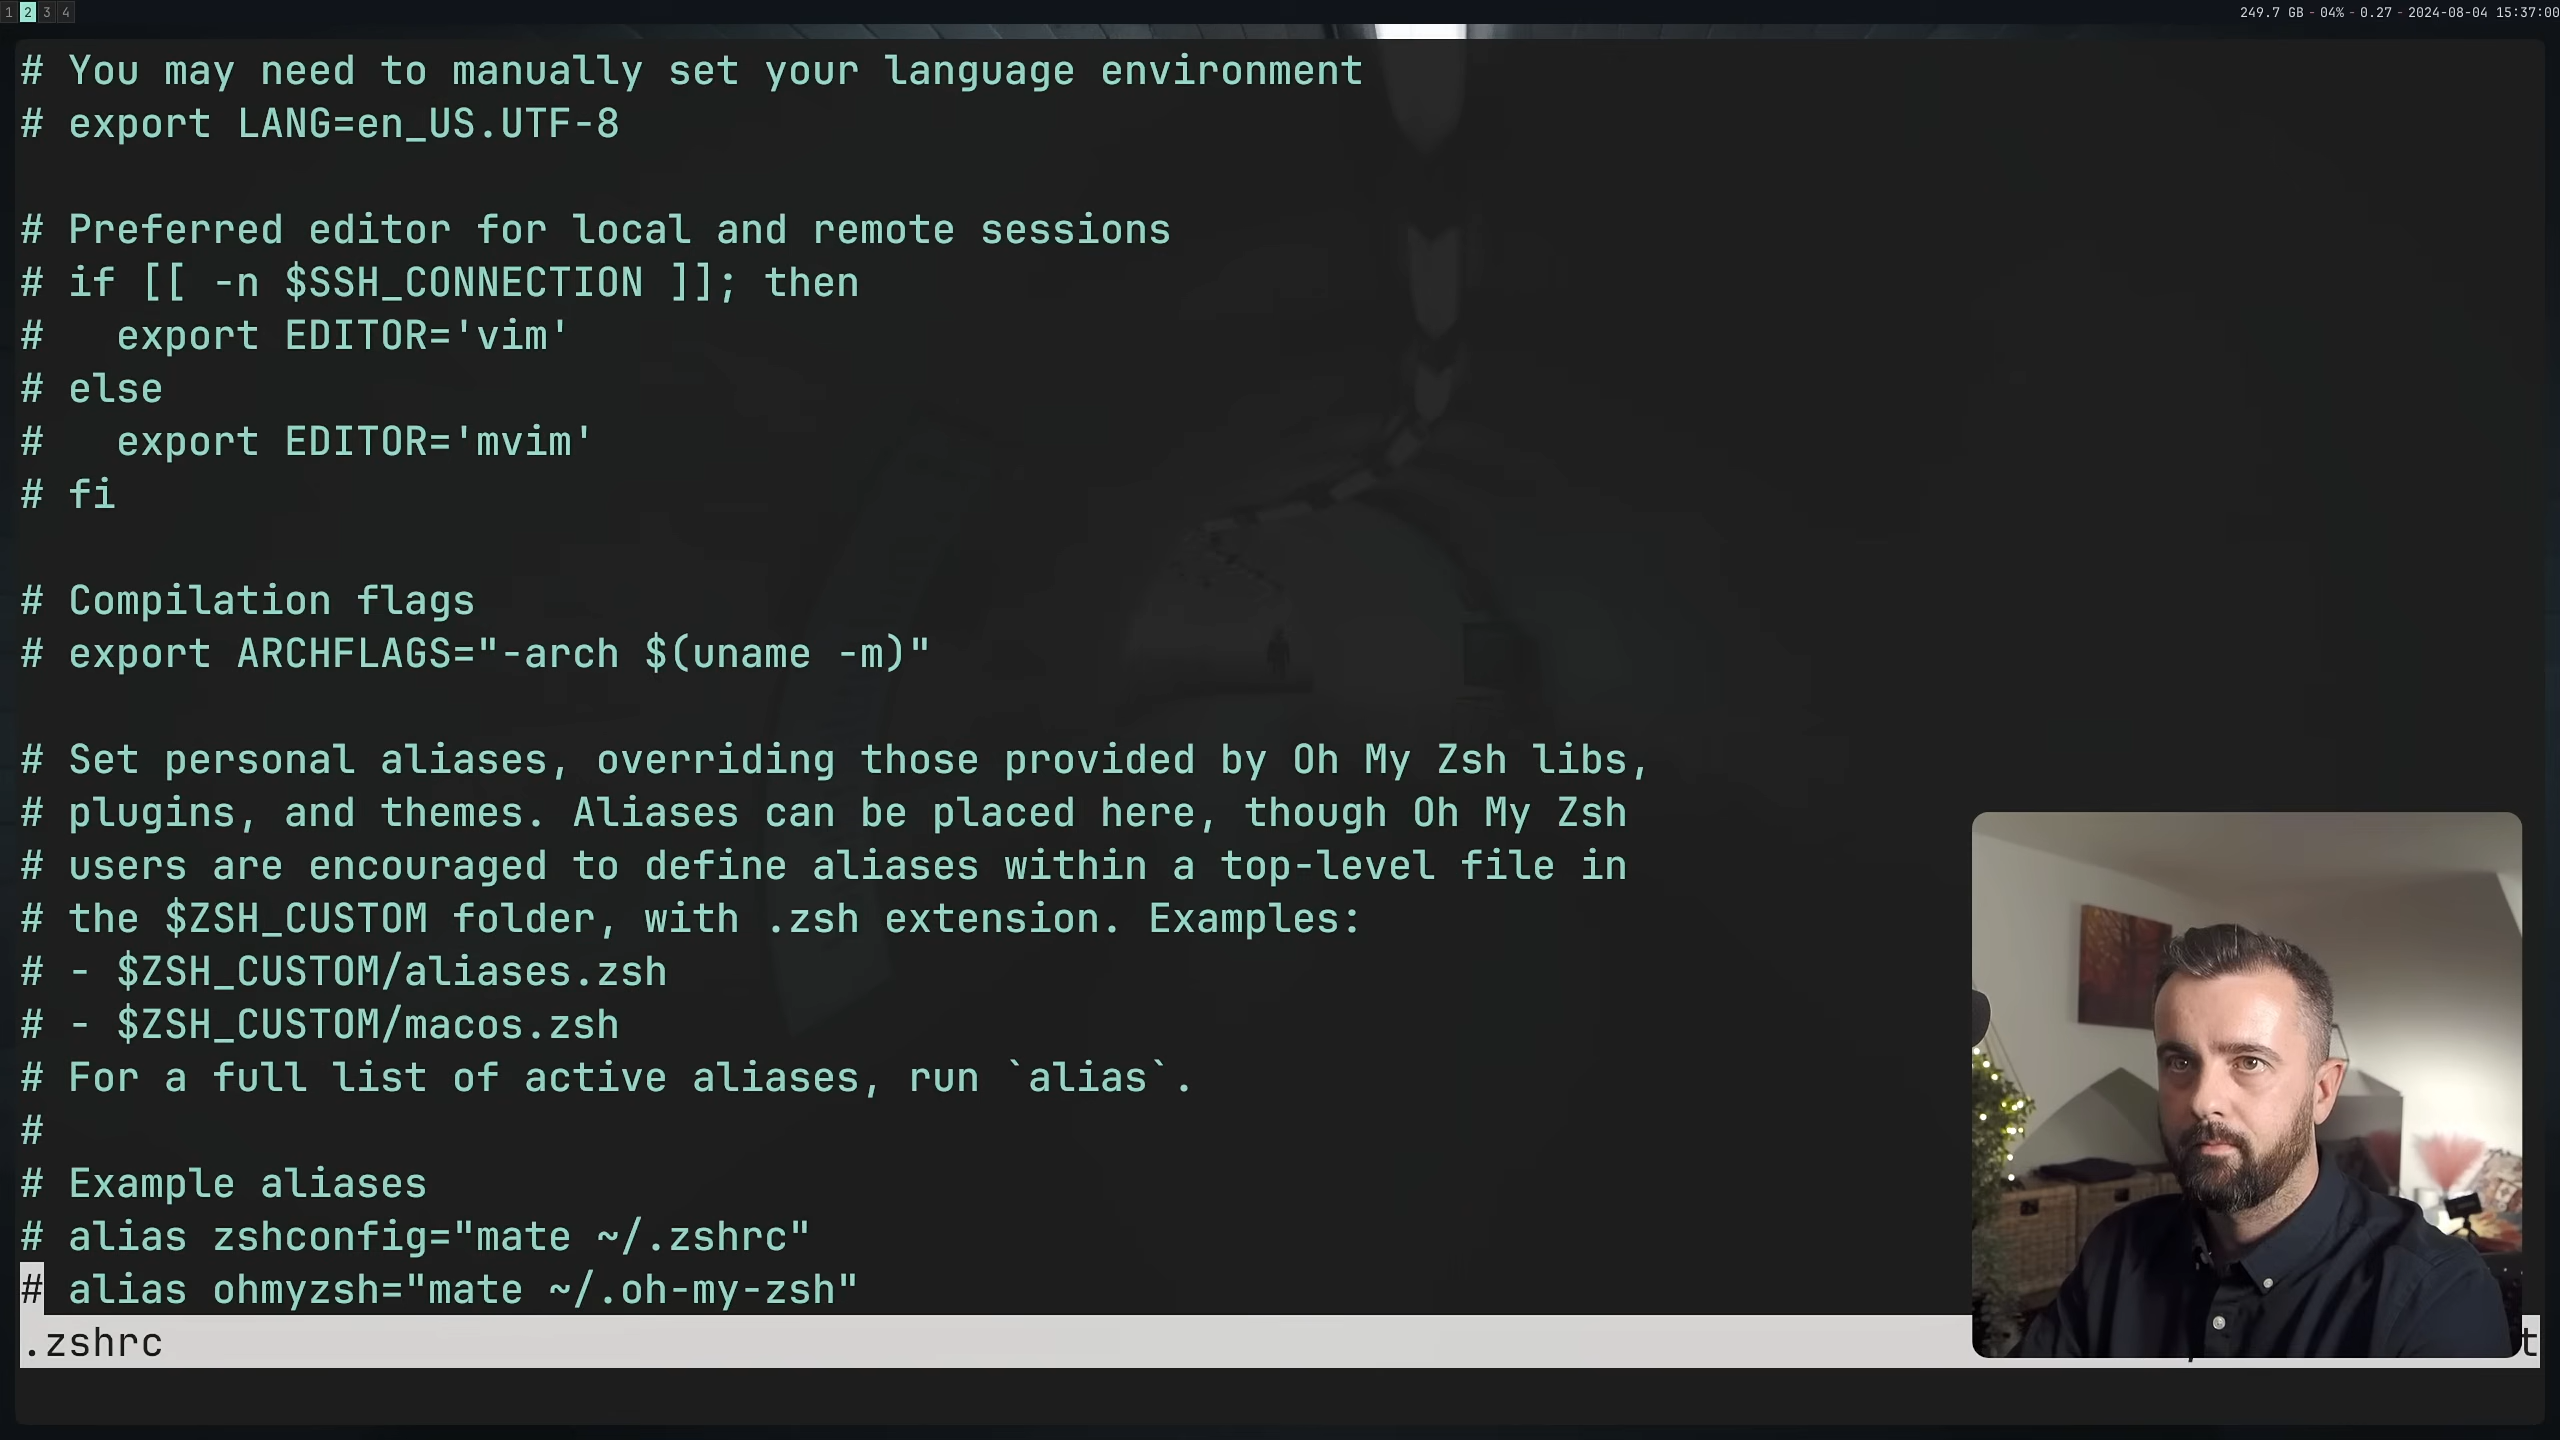 1 2 3 4
249.7 GB - 04% - 0.27 - 2024-08-04 15:37:00
# You may need to manually set your language environment
# export LANG=en_US.UTF-8
# Preferred editor for local and remote sessions
# if [[ -n $SSH_CONNECTION ]]; then
#   export EDITOR='vim'
# else
#   export EDITOR='mvim'
# fi
# Compilation flags
# export ARCHFLAGS="-arch $(uname -m)"
# Set personal aliases, overriding those provided by Oh My Zsh libs,
# plugins, and themes. Aliases can be placed here, though Oh My Zsh
# users are encouraged to define aliases within a top-level file in
# the $ZSH_CUSTOM folder, with .zsh extension. Examples:
# - $ZSH_CUSTOM/aliases.zsh
# - $ZSH_CUSTOM/macos.zsh
# For a full list of active aliases, run `alias`.
#
# Example aliases
# alias zshconfig="mate ~/.zshrc"
# alias ohmyzsh="mate ~/.oh-my-zsh"
.zshrc